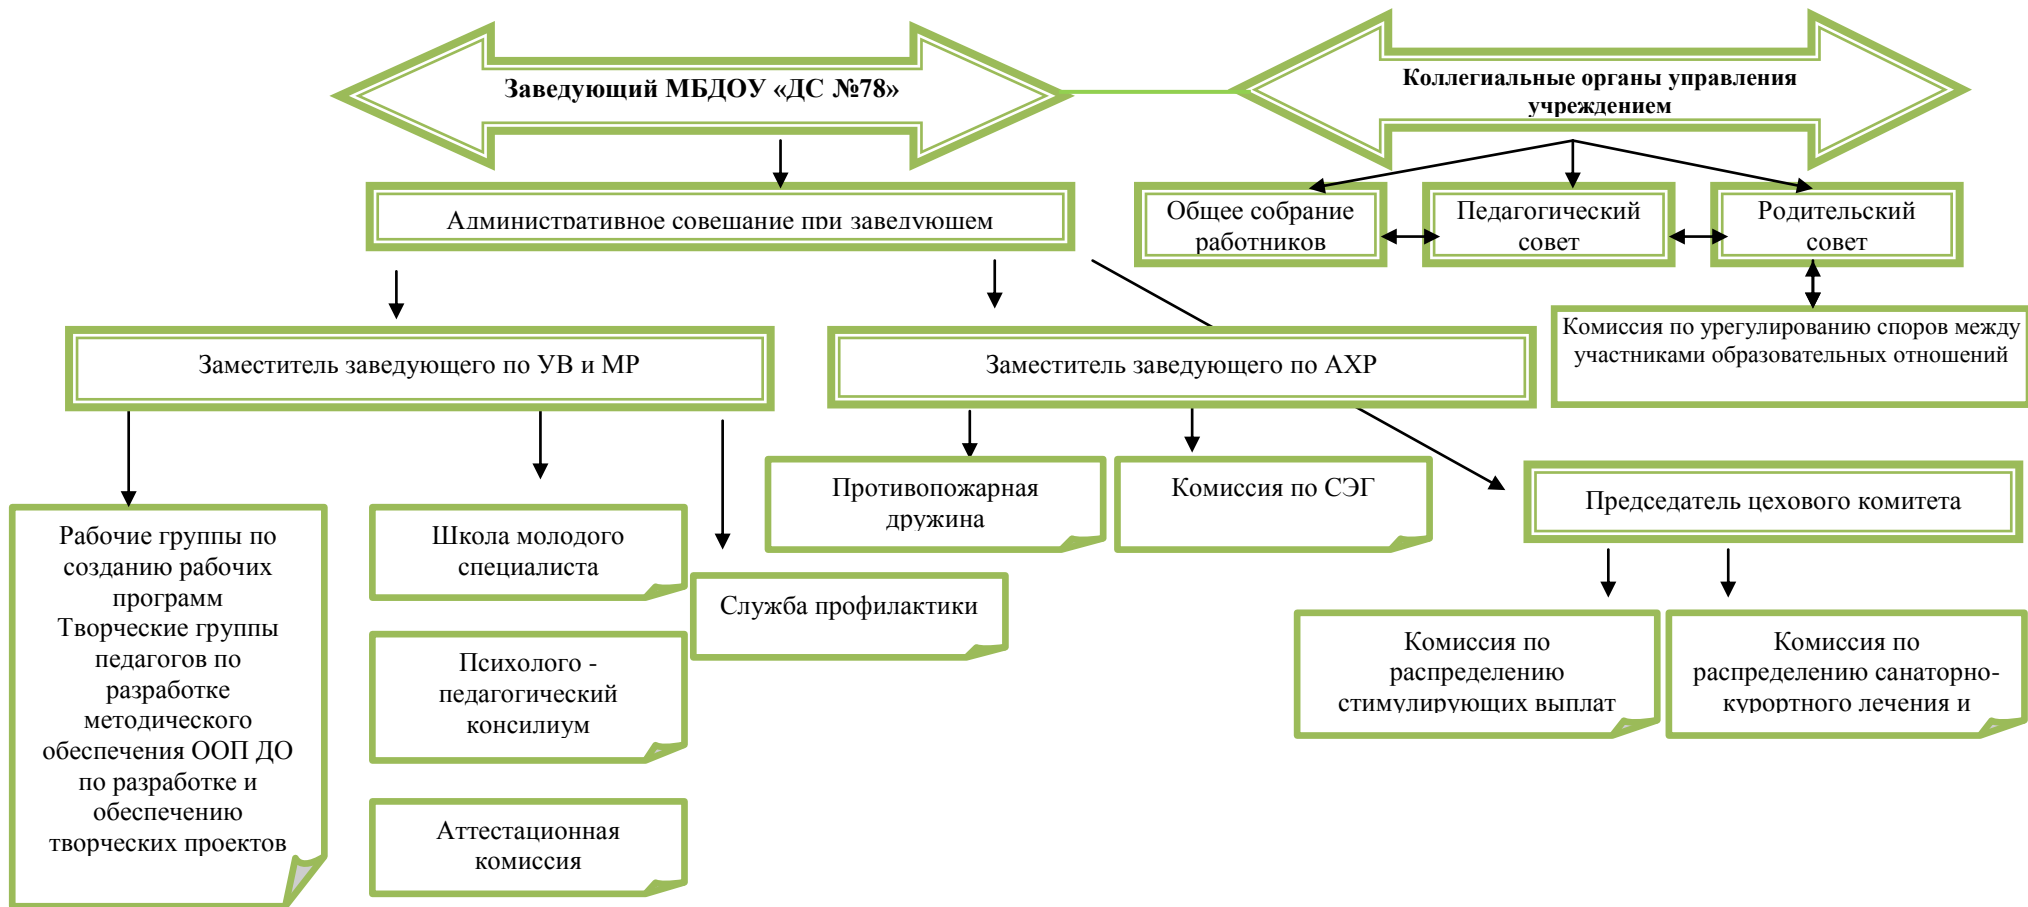 Заведующий МБДОУ «ДС №78»
Коллегиальные органы управления
учреждением
Административное совещание при заведующем
Общее собрание
работников
Педагогический
совет
Родительский
совет
Заместитель заведующего по УВ и МР
Заместитель заведующего по АХР
Комиссия по урегулированию споров между
участниками образовательных отношений
Противопожарная
дружина
Комиссия по СЭГ
Председатель цехового комитета
Рабочие группы по
созданию рабочих
программ
Творческие группы
педагогов по
разработке
методического
обеспечения ООП ДО
по разработке и
обеспечению
творческих проектов
Школа молодого
специалиста
Служба профилактики
Психолого -
педагогический
консилиум
Аттестационная
комиссия
Комиссия по
распределению
стимулирующих выплат
Комиссия по
распределению санаторно-
курортного лечения и